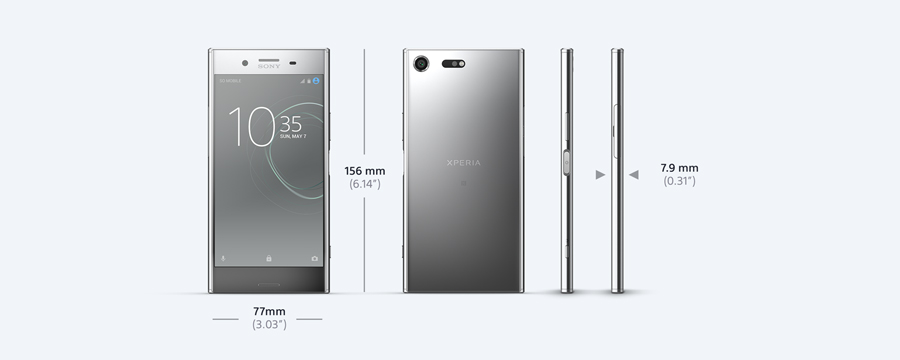 SONY
10 35
SUN, MAY 7
156 mm
(6.14”)
XPERIA
7.9 mm
(0.31”)
77mm
(3.03”)